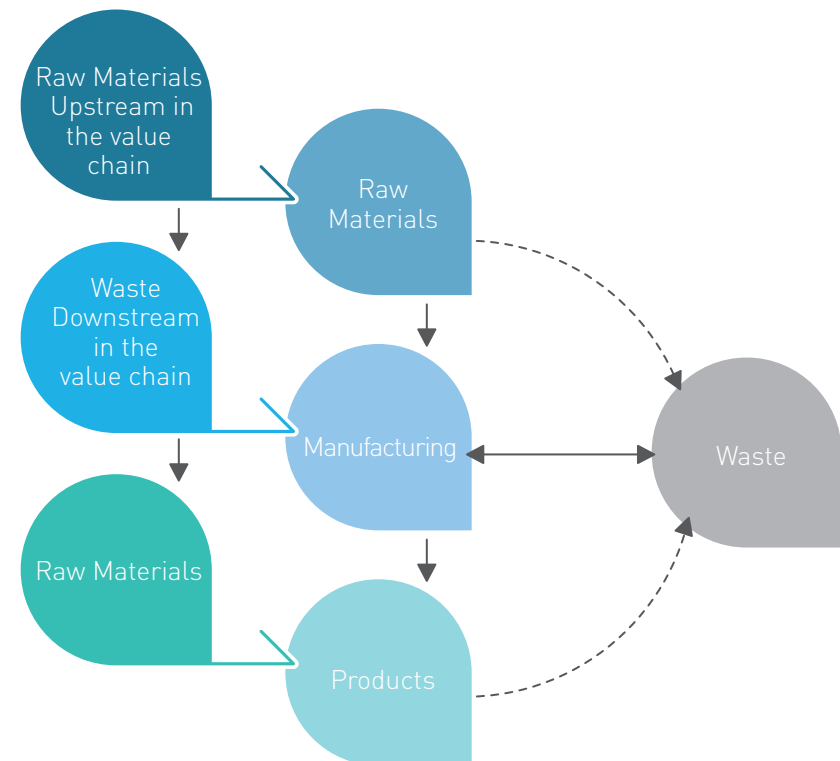 Raw Materials
Upstream in
the value
chain
Raw
Materials
Waste
Downstream
in the
value chain
Manufacturing
Waste
Raw Materials
Products